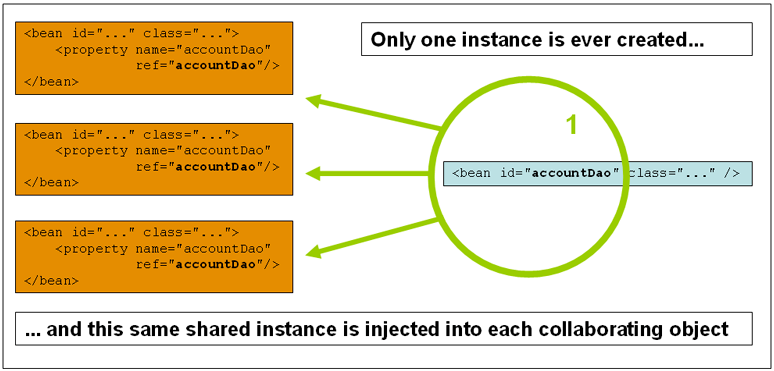 <bean id="..." class="...">
<property name="accountDao"
ref="accountDao"/>
</bean>
Only one instance is ever created...
<bean id="..." class="...">
<property name="accountDao"
ref="accountDao"/>
</bean>
1
<bean id="accountDao" class="..." />
<bean id="..." class="...">
<property name="accountDao"
ref="accountDao"/>
</bean>
... and this same shared instance is injected into each collaborating object